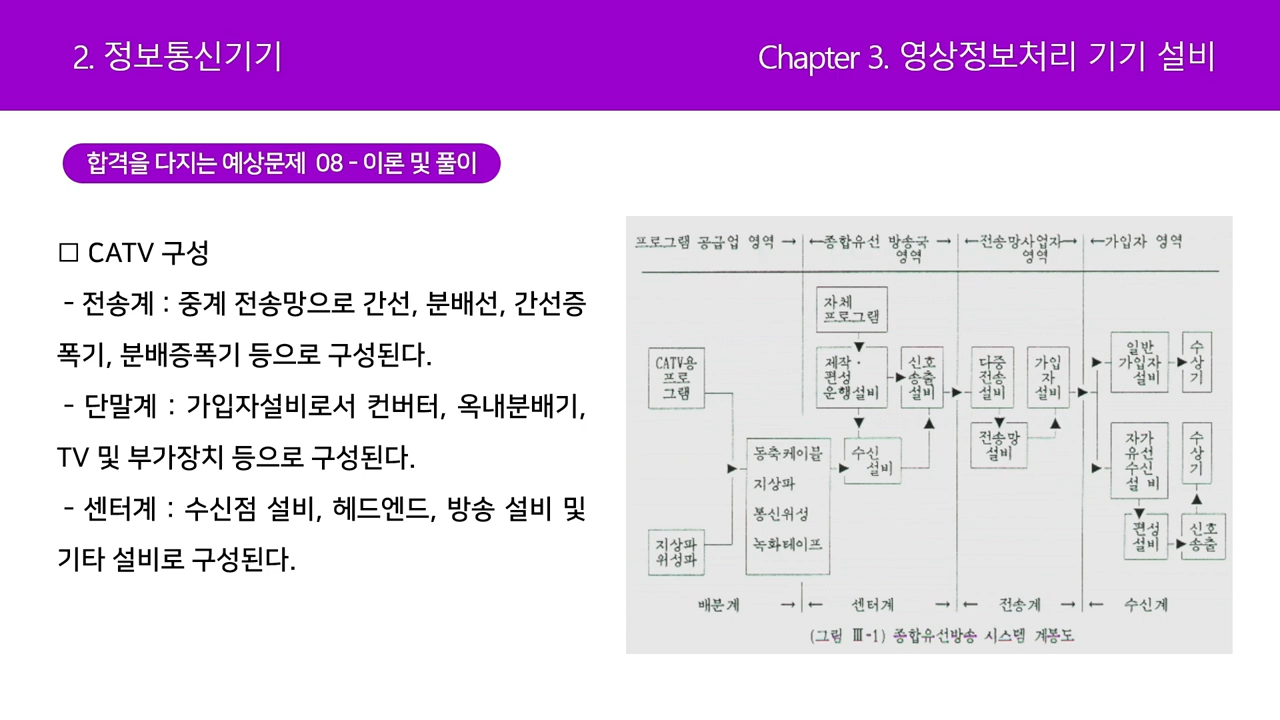 2. 정보통신기기
Chapter 3. 영상정보처리 기기 설비
합격을 다지는 예상문제 08 - 이론 및 풀이
□ CATV 구성
- 전송계 : 중계 전송망으로 간선, 분배선, 간선증
폭기, 분배증폭기 등으로 구성된다.
- 단말계 : 가입자설비로서 컨버터, 옥내분배기,
TV 및 부가장치 등으로 구성된다.
- 센터계 : 수신점 설비, 헤드엔드, 방송 설비 및
기타 설비로 구성된다.
프로그램 공급업 영역 →
←종합유선 방송국 →
영역
←전송망사업자→
영역
←가입자 영역
자체
프로그램
CATV용
프로
그램
제작·
편성
운행설비
신호
송출
설비
다중
전송
설비
가입
자
설비
일반
가입자
설비
수
상
기
전송망
설비
동축케이블
지상파
통신위성
녹화테이프
수신
설비
자가
유선
수신
설비
수
상
기
지상파
위성파
편성
설비
신호
송출
배분계 →
← 센터계 →
← 전송계 →
← 수신계
(그림 Ⅲ-1) 종합유선방송 시스템 계통도